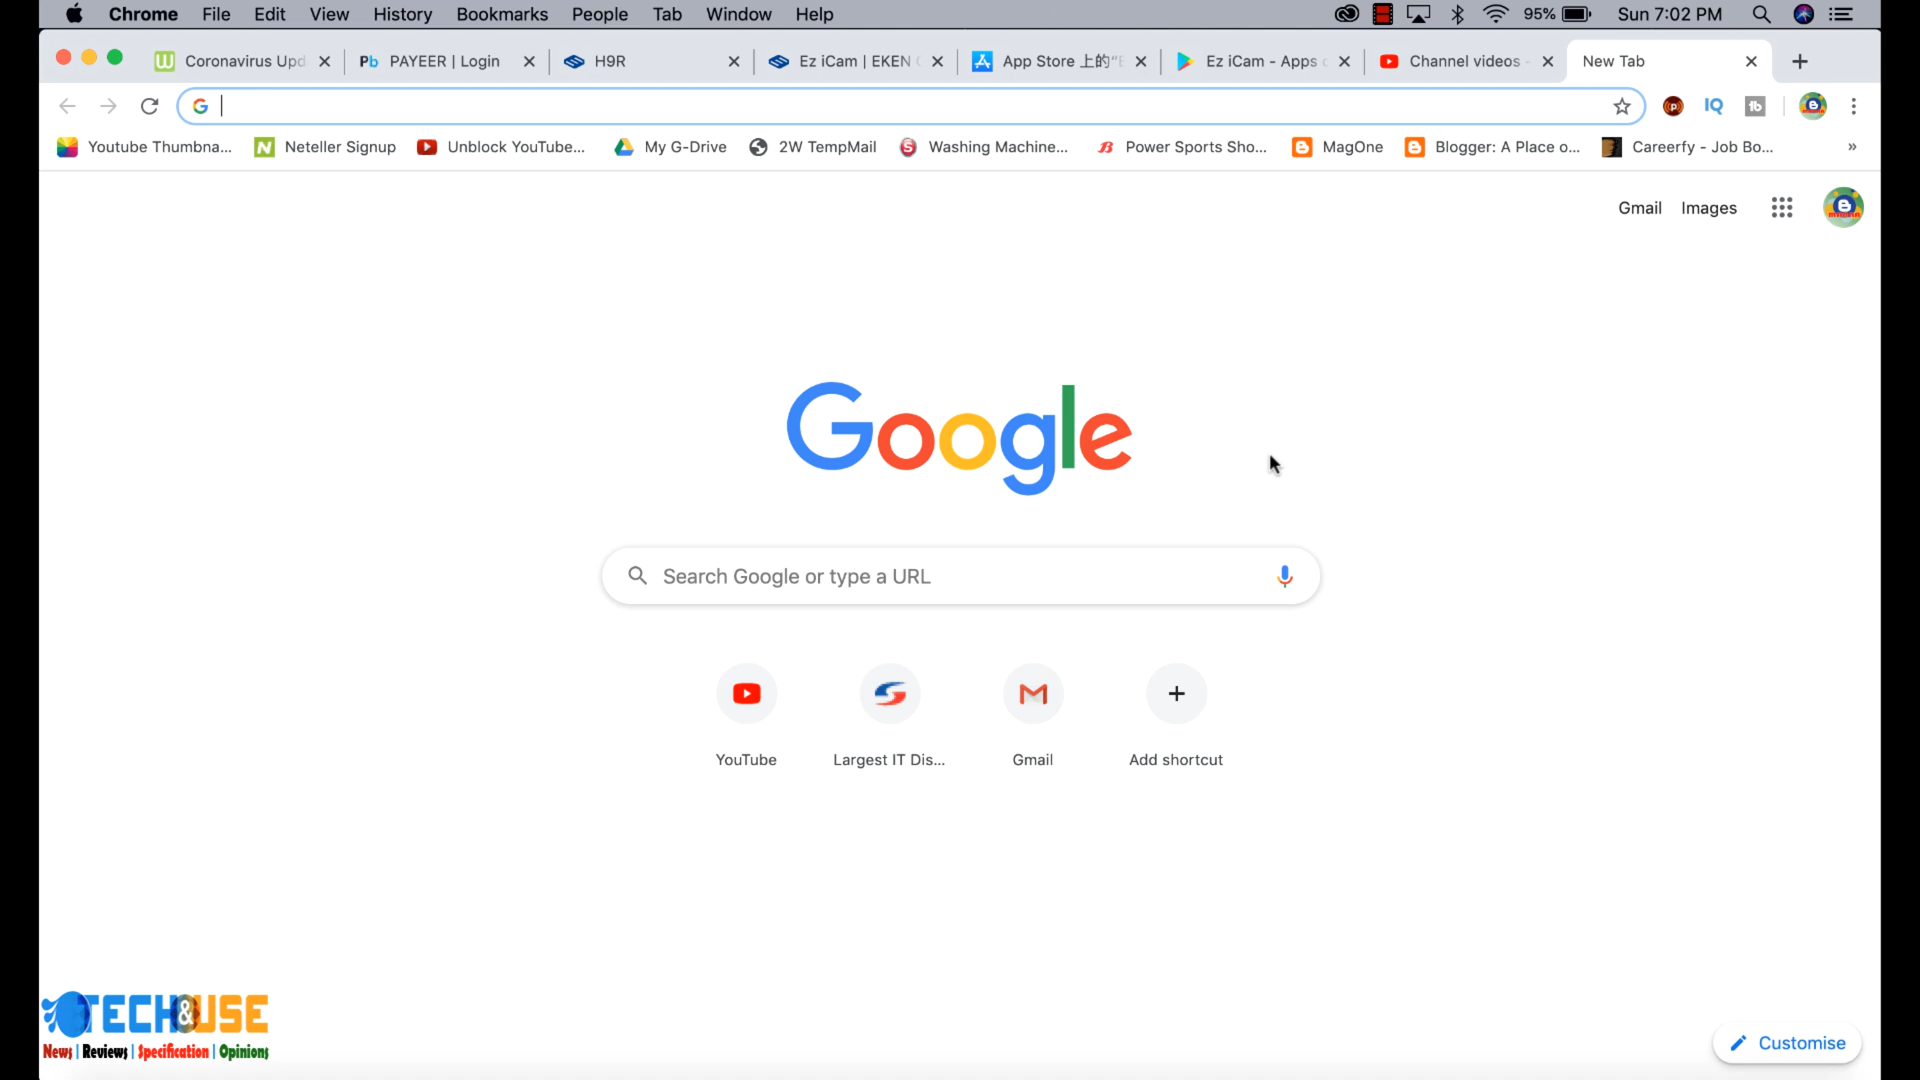 Chrome File Edit View History Bookmarks People Tab Window Help 95% Sun 7:02 PM
Coronavirus Upd PAYEER | Login H9R Ez iCam | EKEN App Store 上的“E Ez iCam - Apps Channel videos - New Tab
Youtube Thumbna... Neteller Signup Unblock YouTube... My G-Drive 2W TempMail Washing Machine... Power Sports Sho... MagOne Blogger: A Place o... Careerfy - Job Bo... »
Gmail Images
Google
Search Google or type a URL
YouTube Largest IT Dis... Gmail Add shortcut
TECH&USE
News | Reviews | Specification | Opinions
Customise